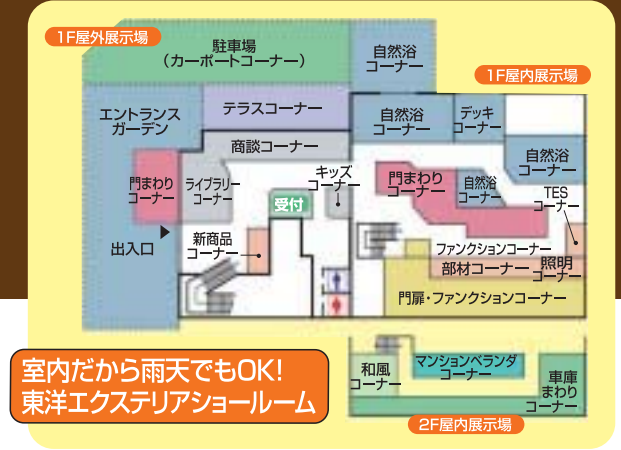 1F屋外展示場
駐車場
（カーポートコーナー）
自然浴
コーナー
1F屋内展示場
エントランス
ガーデン
テラスコーナー
自然浴
コーナー
デッキ
コーナー
商談コーナー
自然浴
コーナー
門まわり
コーナー
ライブラリー
コーナー
キッズ
コーナー
門まわり
コーナー
自然浴
コーナー
TES
コーナー
受付
出入口
新商品
コーナー
ファンクションコーナー
部材コーナー
照明
コーナー
門扉・ファンクションコーナー
室内だから雨天でもOK!
東洋エクステリアショールーム
和風
コーナー
マンションベランダ
コーナー
車庫
まわり
コーナー
2F屋内展示場